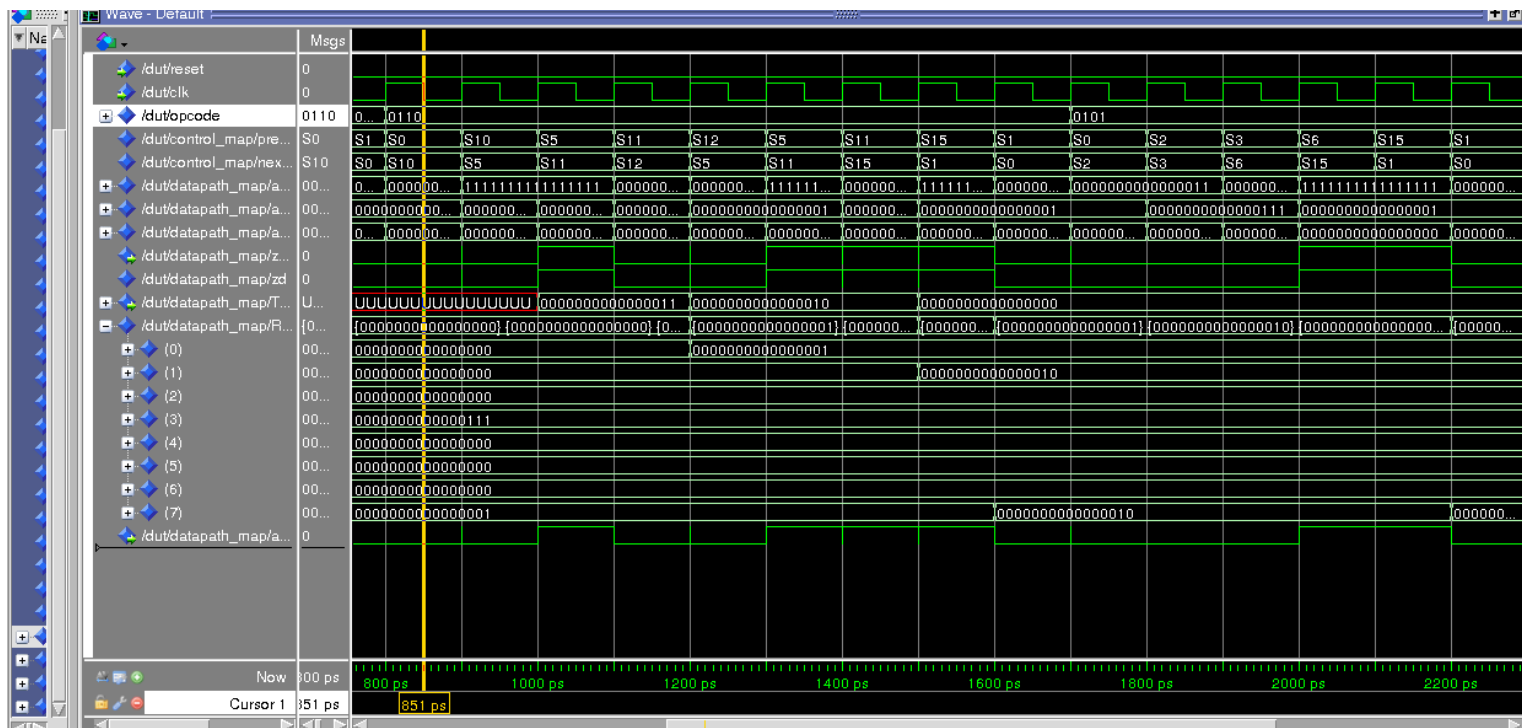 Wave - Default
Na
Msgs
/dut/reset 0
/dut/clk 0
/dut/opcode 0110 0... 0110 0101
/dut/control_map/pre... S0 S1 S0 S10 S5 S11 S12 S5 S11 S15 S1 S0 S2 S3 S6 S15 S1
/dut/control_map/nex... S10 S0 S10 S5 S11 S12 S5 S11 S15 S1 S0 S2 S3 S6 S15 S1 S0
/dut/datapath_map/a... 00... 0... 000000... 1111111111111111 000000... 000000... 111111... 000000... 111111... 000000... 0000000000000011 000000... 1111111111111111 000000...
/dut/datapath_map/a... 00... 0000000000... 000000... 000000... 000000... 0000000000000001 000000... 0000000000000001 0000000000000111 0000000000000001
/dut/datapath_map/a... 00... 0... 000000... 000000... 000000... 000000... 000000... 000000... 000000... 000000... 000000... 000000... 000000... 000000... 0000000000000000 000000...
/dut/datapath_map/z... 0
/dut/datapath_map/zd 0
/dut/datapath_map/T... U... UUUUUUUUUUUUUUUU 0000000000000011 0000000000000010 0000000000000000
/dut/datapath_map/R... {0... {0000000000000000} {0000000000000000} {0... {0000000000000001} {000000... {000000... {0000000000000001} {0000000000000010} {00000000000000... {00000...
(0) 00... 0000000000000000 0000000000000001
(1) 00... 0000000000000000 0000000000000010
(2) 00... 0000000000000000
(3) 00... 0000000000000111
(4) 00... 0000000000000000
(5) 00... 0000000000000000
(6) 00... 0000000000000000
(7) 00... 0000000000000001 0000000000000010 000000...
/dut/datapath_map/a... 0
Now 300 ps 800 ps 1000 ps 1200 ps 1400 ps 1600 ps 1800 ps 2000 ps 2200 ps
Cursor 1 851 ps 851 ps